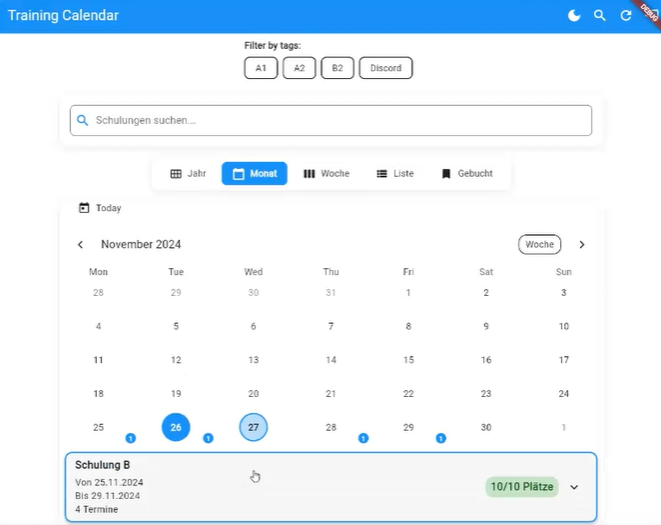 Training Calendar
DEBUG
Filter by tags:
A1 A2 B2 Discord
Schulungen suchen...
Jahr Monat Woche Liste Gebucht
Today
November 2024 Woche
Mon Tue Wed Thu Fri Sat Sun
28 29 30 31 1 2 3
4 5 6 7 8 9 10
11 12 13 14 15 16 17
18 19 20 21 22 23 24
25 26 27 28 29 30 1
1 1 1 1
Schulung B
Von 25.11.2024
Bis 29.11.2024
4 Termine
10/10 Plätze